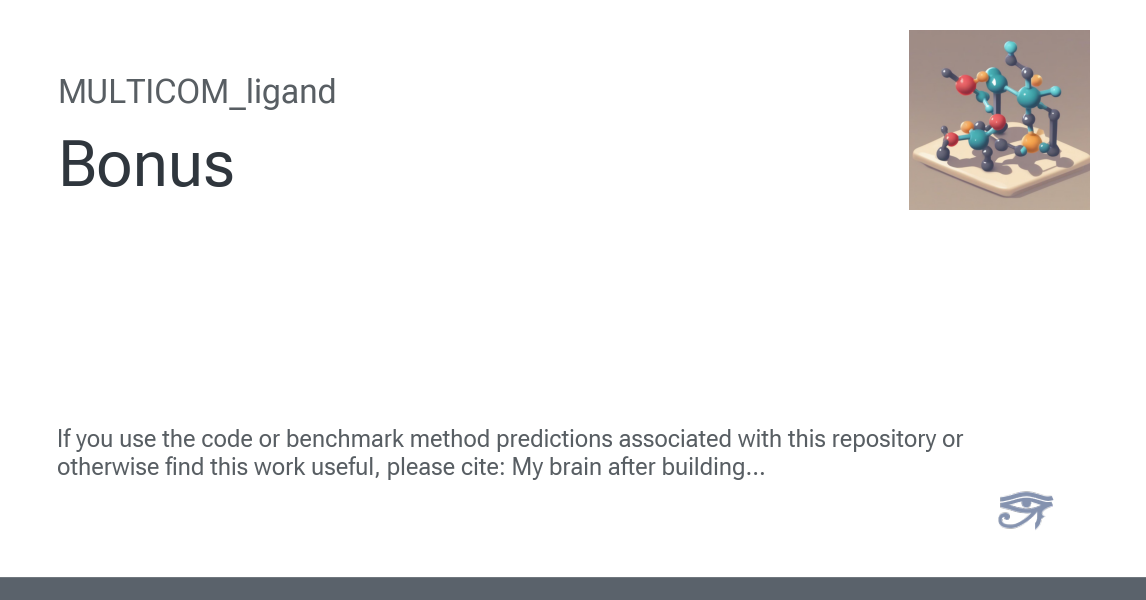 MULTICOM_ligand
Bonus
If you use the code or benchmark method predictions associated with this repository or
otherwise find this work useful, please cite: My brain after building...